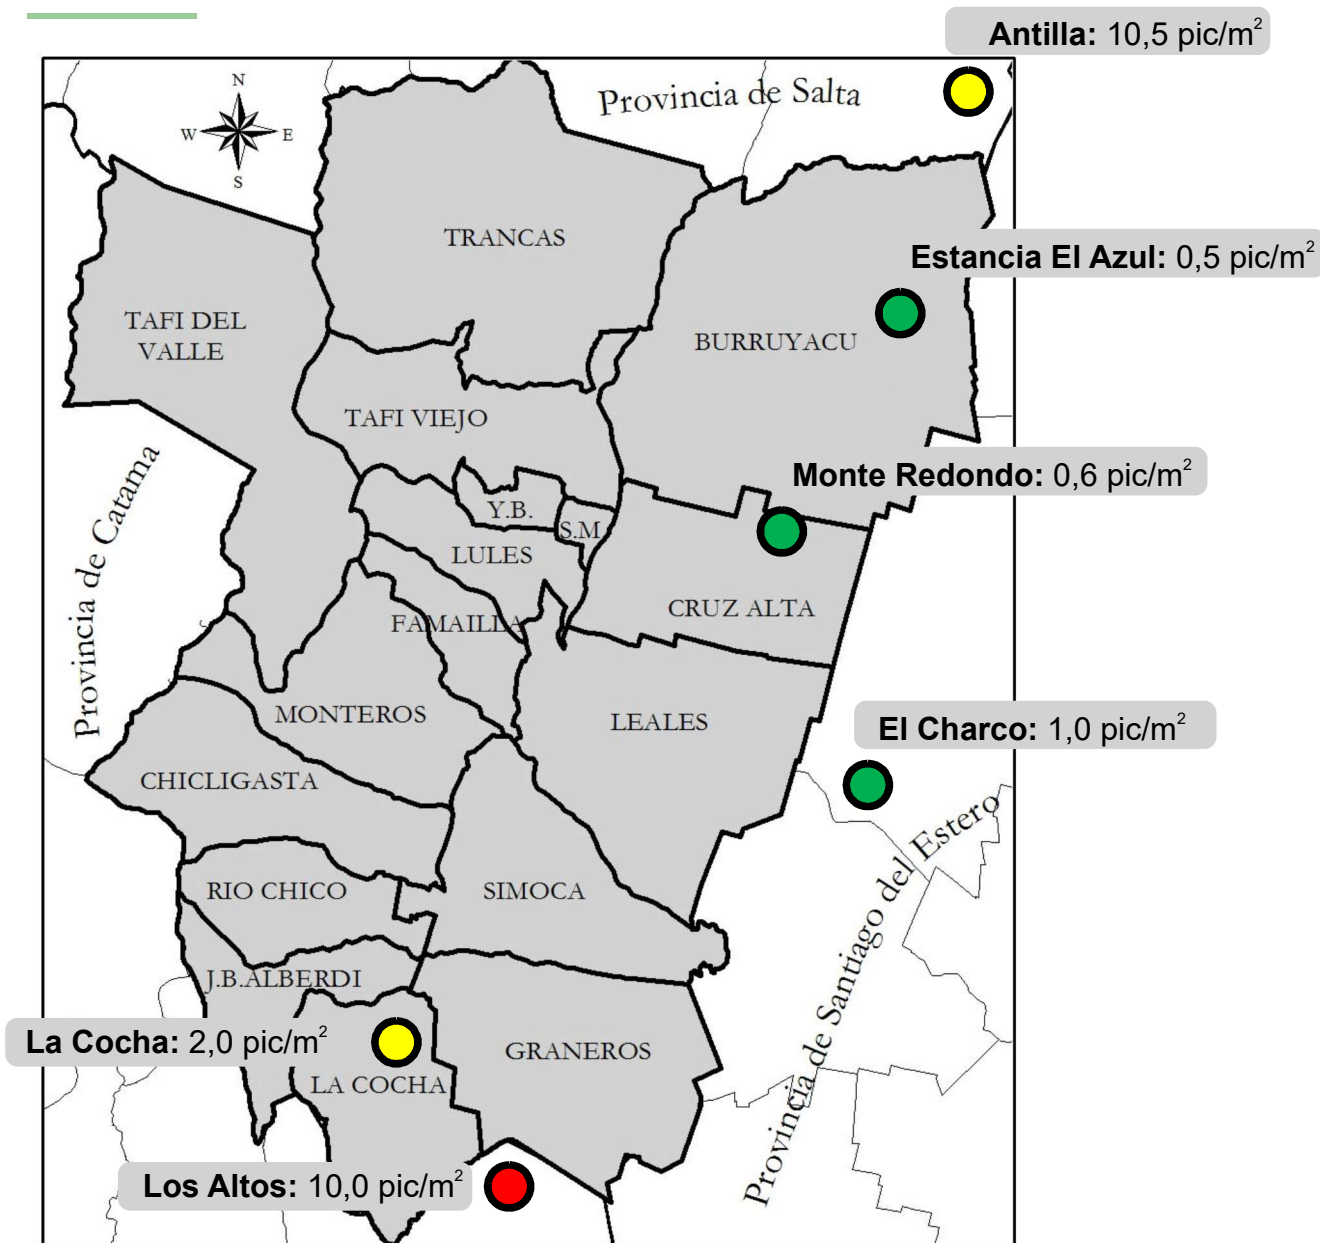 Antilla: 10,5 pic/m²
Provincia de Salta
N
W E
S
TRANCAS
Estancia El Azul: 0,5 pic/m²
TAFI DEL
VALLE
BURRUYACU
TAFI VIEJO
Monte Redondo: 0,6 pic/m²
Provincia de Catama
Y.B.
S.M.
LULES
CRUZ ALTA
FAMAILLA
MONTEROS
LEALES
El Charco: 1,0 pic/m²
CHICLIGASTA
Provincia de Santiago del Estero
RIO CHICO
SIMOCA
J.B.ALBERDI
La Cocha: 2,0 pic/m²
GRANEROS
LA COCHA
Los Altos: 10,0 pic/m²